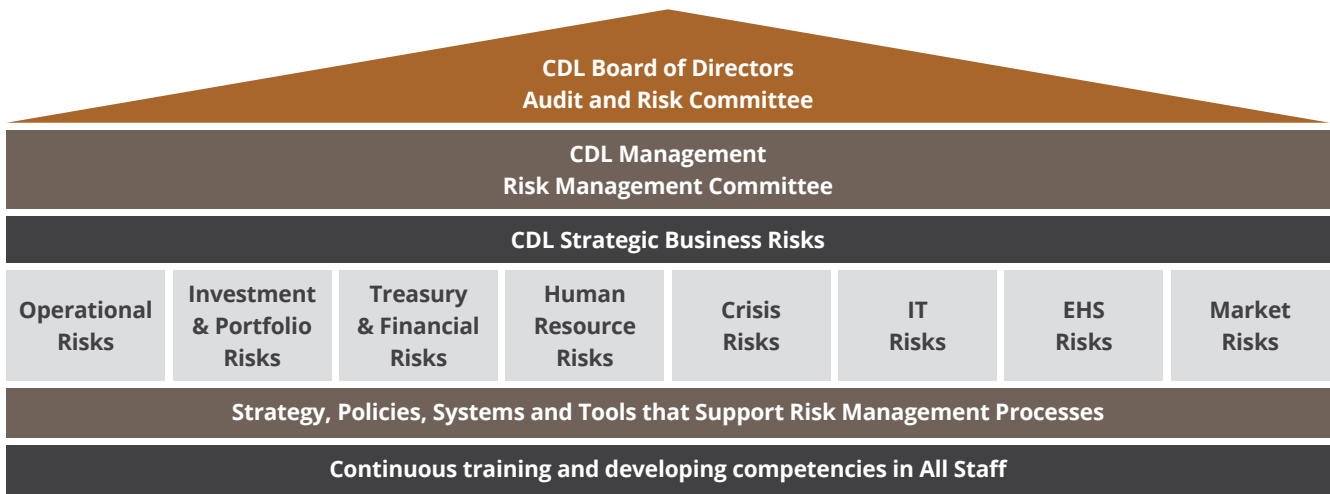 CDL Board of Directors
Audit and Risk Committee
CDL Management
Risk Management Committee
CDL Strategic Business Risks
Operational
Risks
Investment
& Portfolio
Risks
Treasury
& Financial
Risks
Human
Resource
Risks
Crisis
Risks
IT
Risks
EHS
Risks
Market
Risks
Strategy, Policies, Systems and Tools that Support Risk Management Processes
Continuous training and developing competencies in All Staff